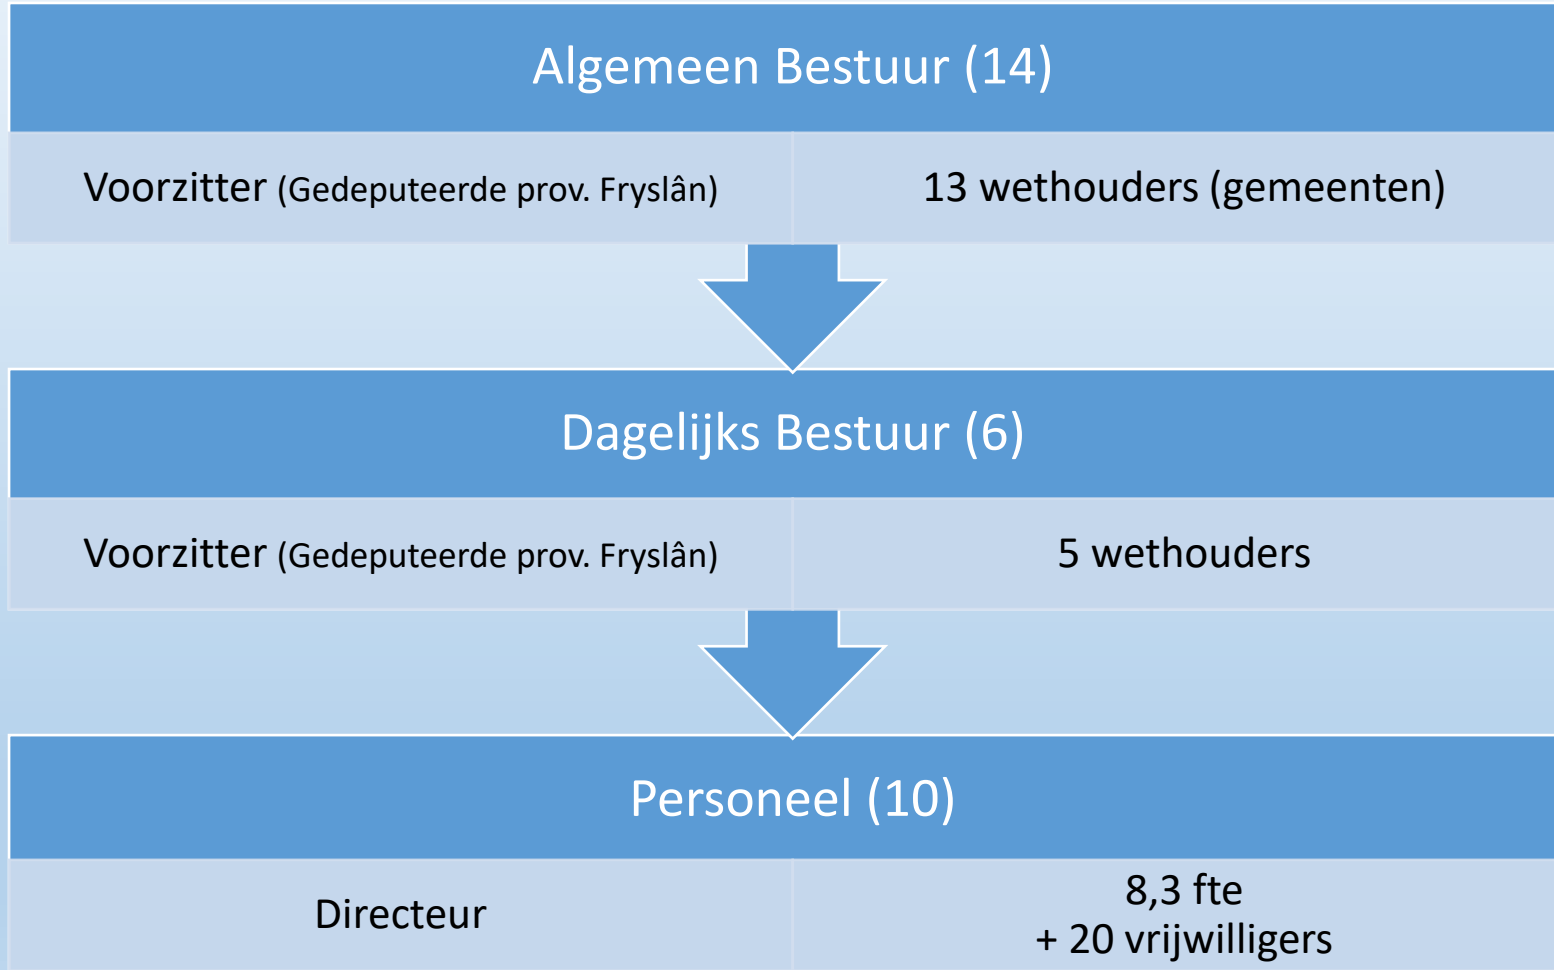 Algemeen Bestuur (14)
Voorzitter (Gedeputeerde prov. Fryslân)
13 wethouders (gemeenten)
Dagelijks Bestuur (6)
Voorzitter (Gedeputeerde prov. Fryslân)
5 wethouders
Personeel (10)
Directeur
8,3 fte
+ 20 vrijwilligers